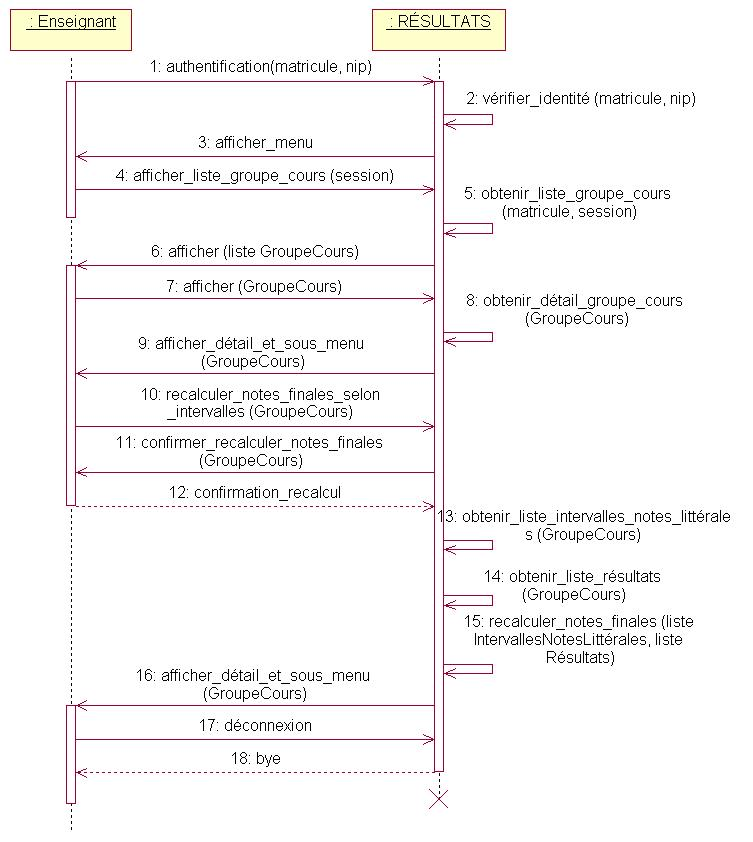 : Enseignant
: RÉSULTATS
1: authentification(matricule, nip)
2: vérifier_identité (matricule, nip)
3: afficher_menu
4: afficher_liste_groupe_cours (session)
5: obtenir_liste_groupe_cours
(matricule, session)
6: afficher (liste GroupeCours)
7: afficher (GroupeCours)
8: obtenir_détail_groupe_cours
(GroupeCours)
9: afficher_détail_et_sous_menu
(GroupeCours)
10: recalculer_notes_finales_selon
_intervalles (GroupeCours)
11: confirmer_recalculer_notes_finales
(GroupeCours)
12: confirmation_recalcul
13: obtenir_liste_intervalles_notes_littérale
s (GroupeCours)
14: obtenir_liste_résultats
(GroupeCours)
15: recalculer_notes_finales (liste
IntervallesNotesLittérales, liste
Résultats)
16: afficher_détail_et_sous_menu
(GroupeCours)
17: déconnexion
18: bye